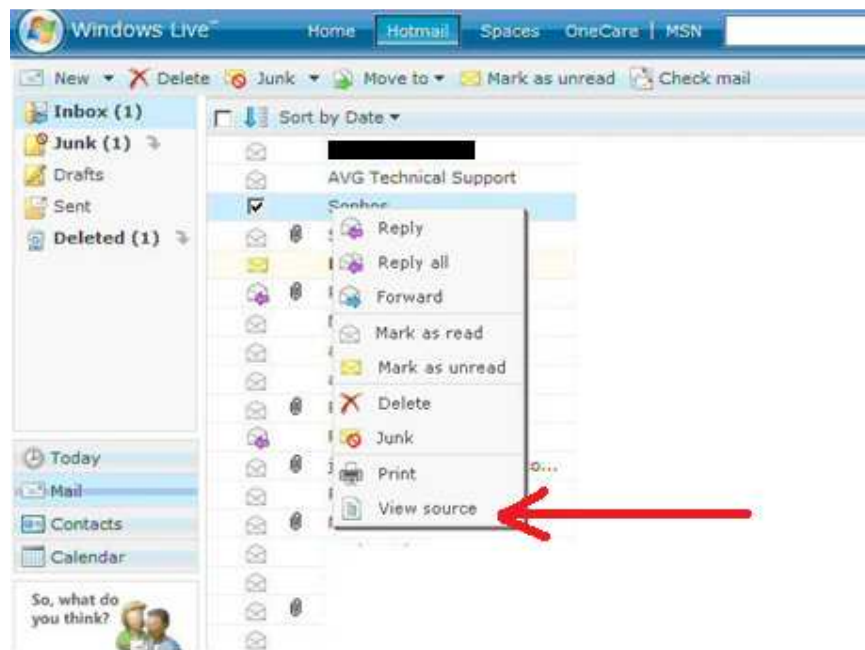 Windows Live™ Home Hotmail Spaces OneCare | MSN
New Delete Junk Move to Mark as unread Check mail
Inbox (1)
Junk (1)
Drafts
Sent
Deleted (1)
Sort by Date
AVG Technical Support
Sophos
Reply
Reply all
Forward
Mark as read
Mark as unread
Delete
Junk
Print
View source
Today
Mail
Contacts
Calendar
So, what do
you think?